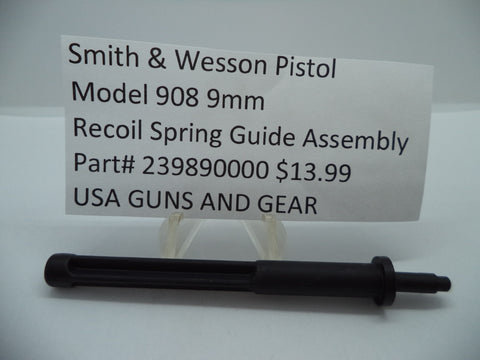 Smith & Wesson Pistol
Model 908 9mm
Recoil Spring Guide Assembly
Part# 239890000 $13.99
USA GUNS AND GEAR